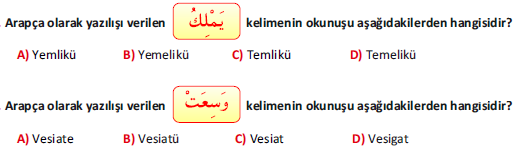 . Arapça olarak yazılışı verilen يَمْلِكُ kelimenin okunuşu aşağıdakilerden hangisidir?
A) Yemlikü B) Yemelikü C) Temlikü D) Temelikü
. Arapça olarak yazılışı verilen وَسِعَتْ kelimenin okunuşu aşağıdakilerden hangisidir?
A) Vesiate B) Vesiatü C) Vesiat D) Vesigat